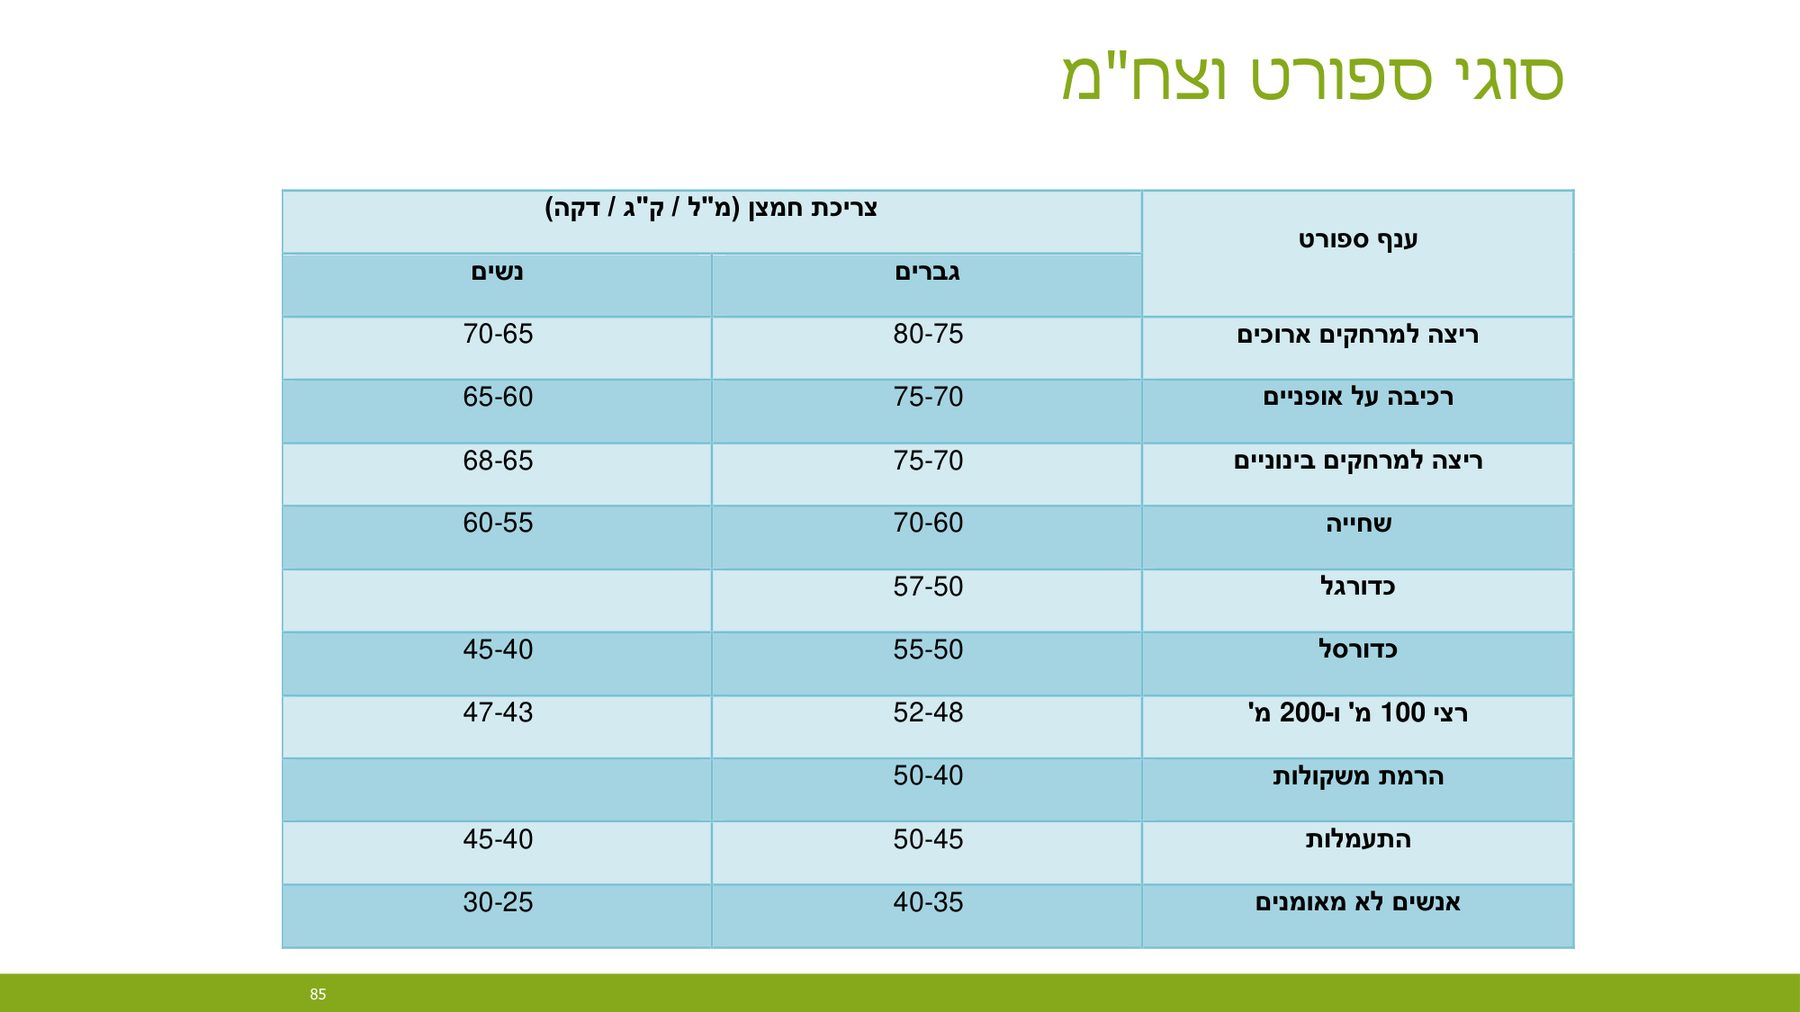 סוגי ספורט וצח"מ
ענף ספורט
צריכת חמצן (מ"ל / ק"ג / דקה)
גברים
נשים
ריצה למרחקים ארוכים 80-75 70-65
רכיבה על אופניים 75-70 65-60
ריצה למרחקים בינוניים 75-70 68-65
שחייה 70-60 60-55
כדורגל 57-50
כדורסל 55-50 45-40
רצי 100 מ' ו-200 מ' 52-48 47-43
הרמת משקולות 50-40
התעמלות 50-45 45-40
אנשים לא מאומנים 40-35 30-25
85